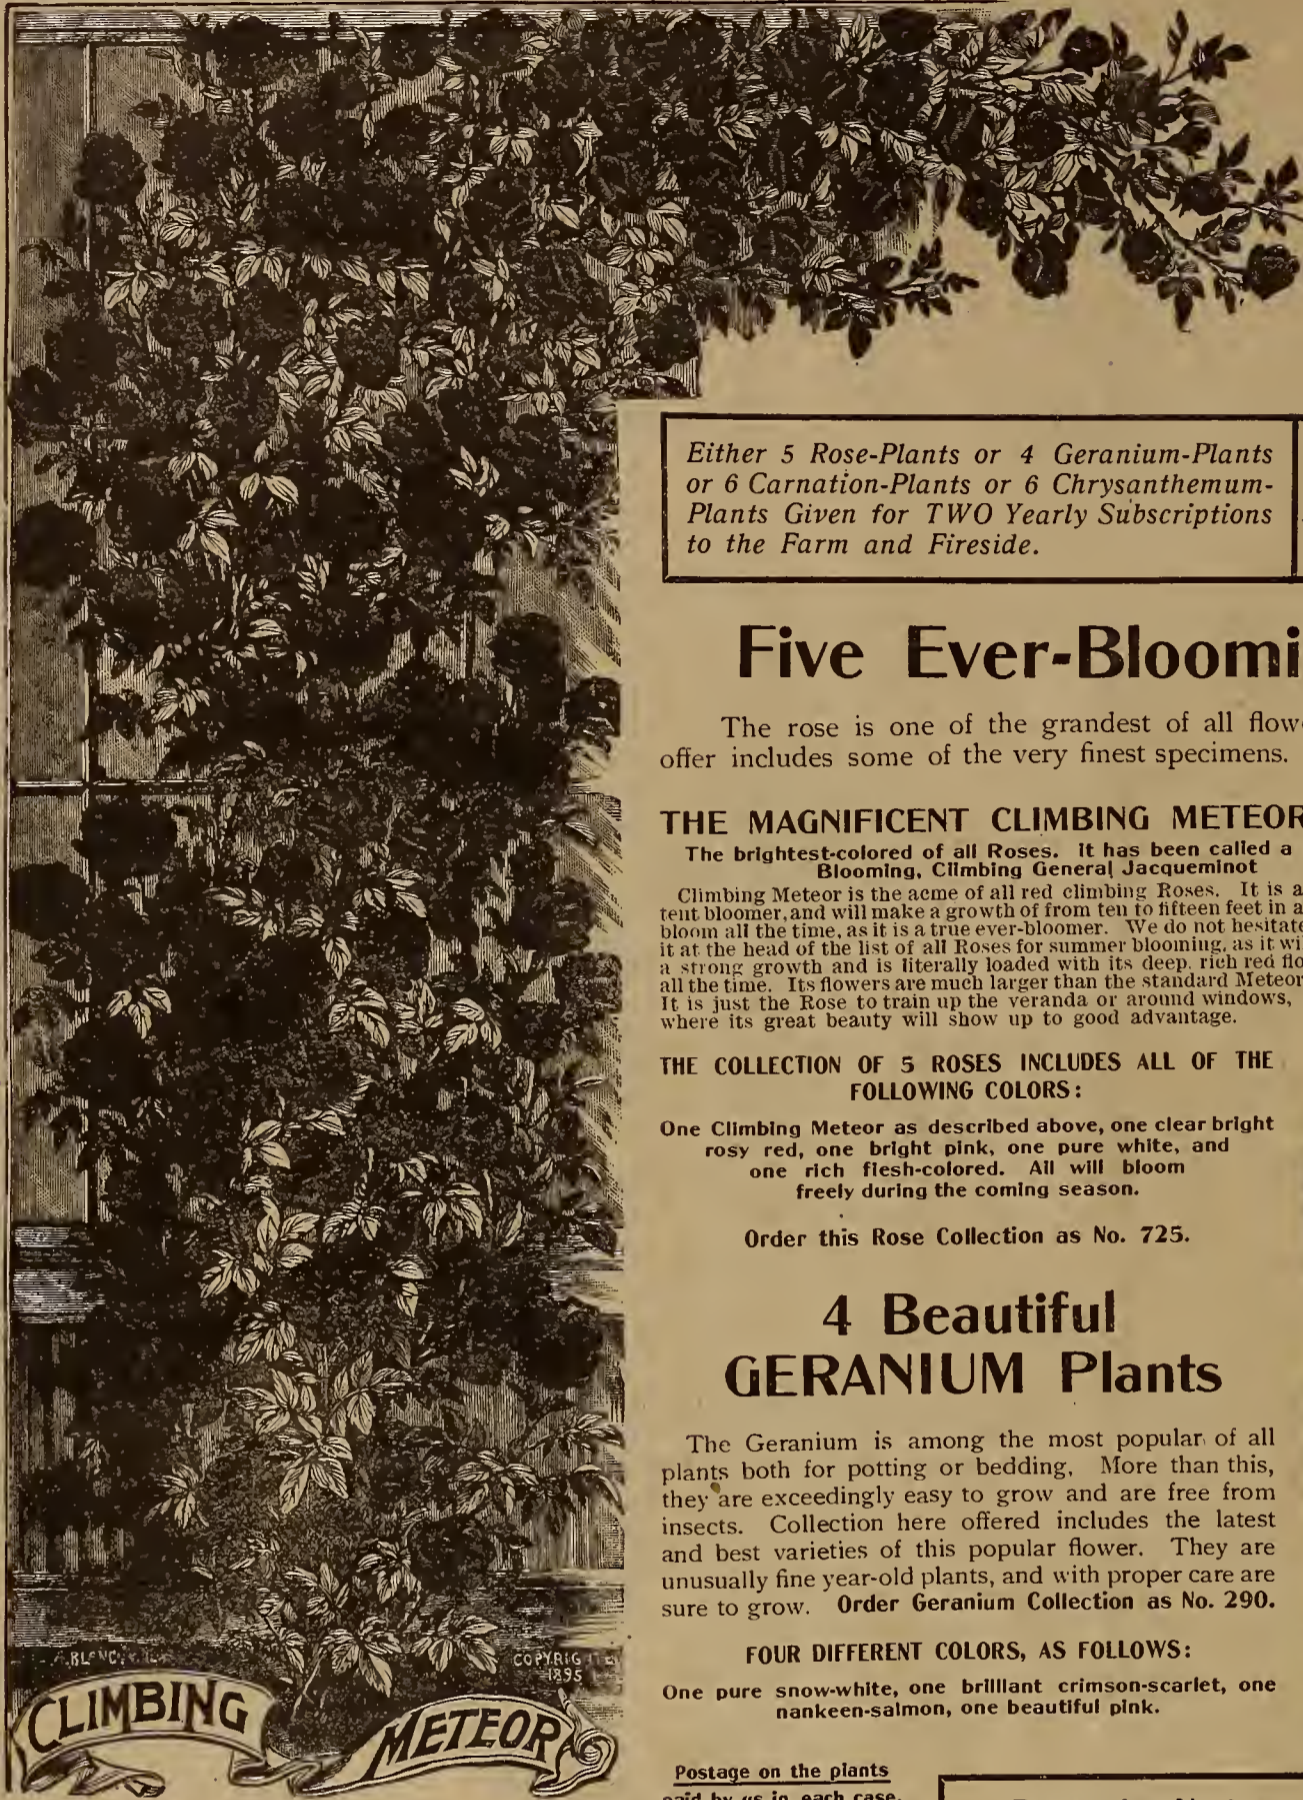 Either 5 Rose-Plants or 4 Geranium-Plants
or 6 Carnation-Plants or 6 Chrysanthemum-
Plants Given for TWO Yearly Subscriptions
to the Farm and Fireside.
Five Ever-Bloomi
The rose is one of the grandest of all flow
offer includes some of the very finest specimens.
THE MAGNIFICENT CLIMBING METEOR
The brightest-colored of all Roses. It has been called a
Blooming, Climbing General Jacqueminot
Climbing Meteor is the acme of all red climbing Roses. It is a
tent bloomer, and will make a growth of from ten to fifteen feet in a
bloom all the time, as it is a true ever-bloomer. We do not hesitate
it at the head of the list of all Roses for summer blooming, as it wi
a strong growth and is literally loaded with its deep, rich red flo
all the time. Its flowers are much larger than the standard Meteor
It is just the Rose to train up the veranda or around windows,
where its great beauty will show up to good advantage.
THE COLLECTION OF 5 ROSES INCLUDES ALL OF THE
FOLLOWING COLORS:
One Climbing Meteor as described above, one clear bright
rosy red, one bright pink, one pure white, and
one rich flesh-colored. All will bloom
freely during the coming season.
Order this Rose Collection as No. 725.
4 Beautiful
GERANIUM Plants
The Geranium is among the most popular of all
plants both for potting or bedding. More than this,
they are exceedingly easy to grow and are free from
insects. Collection here offered includes the latest
and best varieties of this popular flower. They are
unusually fine year-old plants, and with proper care are
sure to grow. Order Geranium Collection as No. 290.
FOUR DIFFERENT COLORS, AS FOLLOWS:
One pure snow-white, one brilliant crimson-scarlet, one
nankeen-salmon, one beautiful pink.
Postage on the plants
paid by us in each case.
A. BLANC
COPYRIG
1895
CLIMBING
METEOR